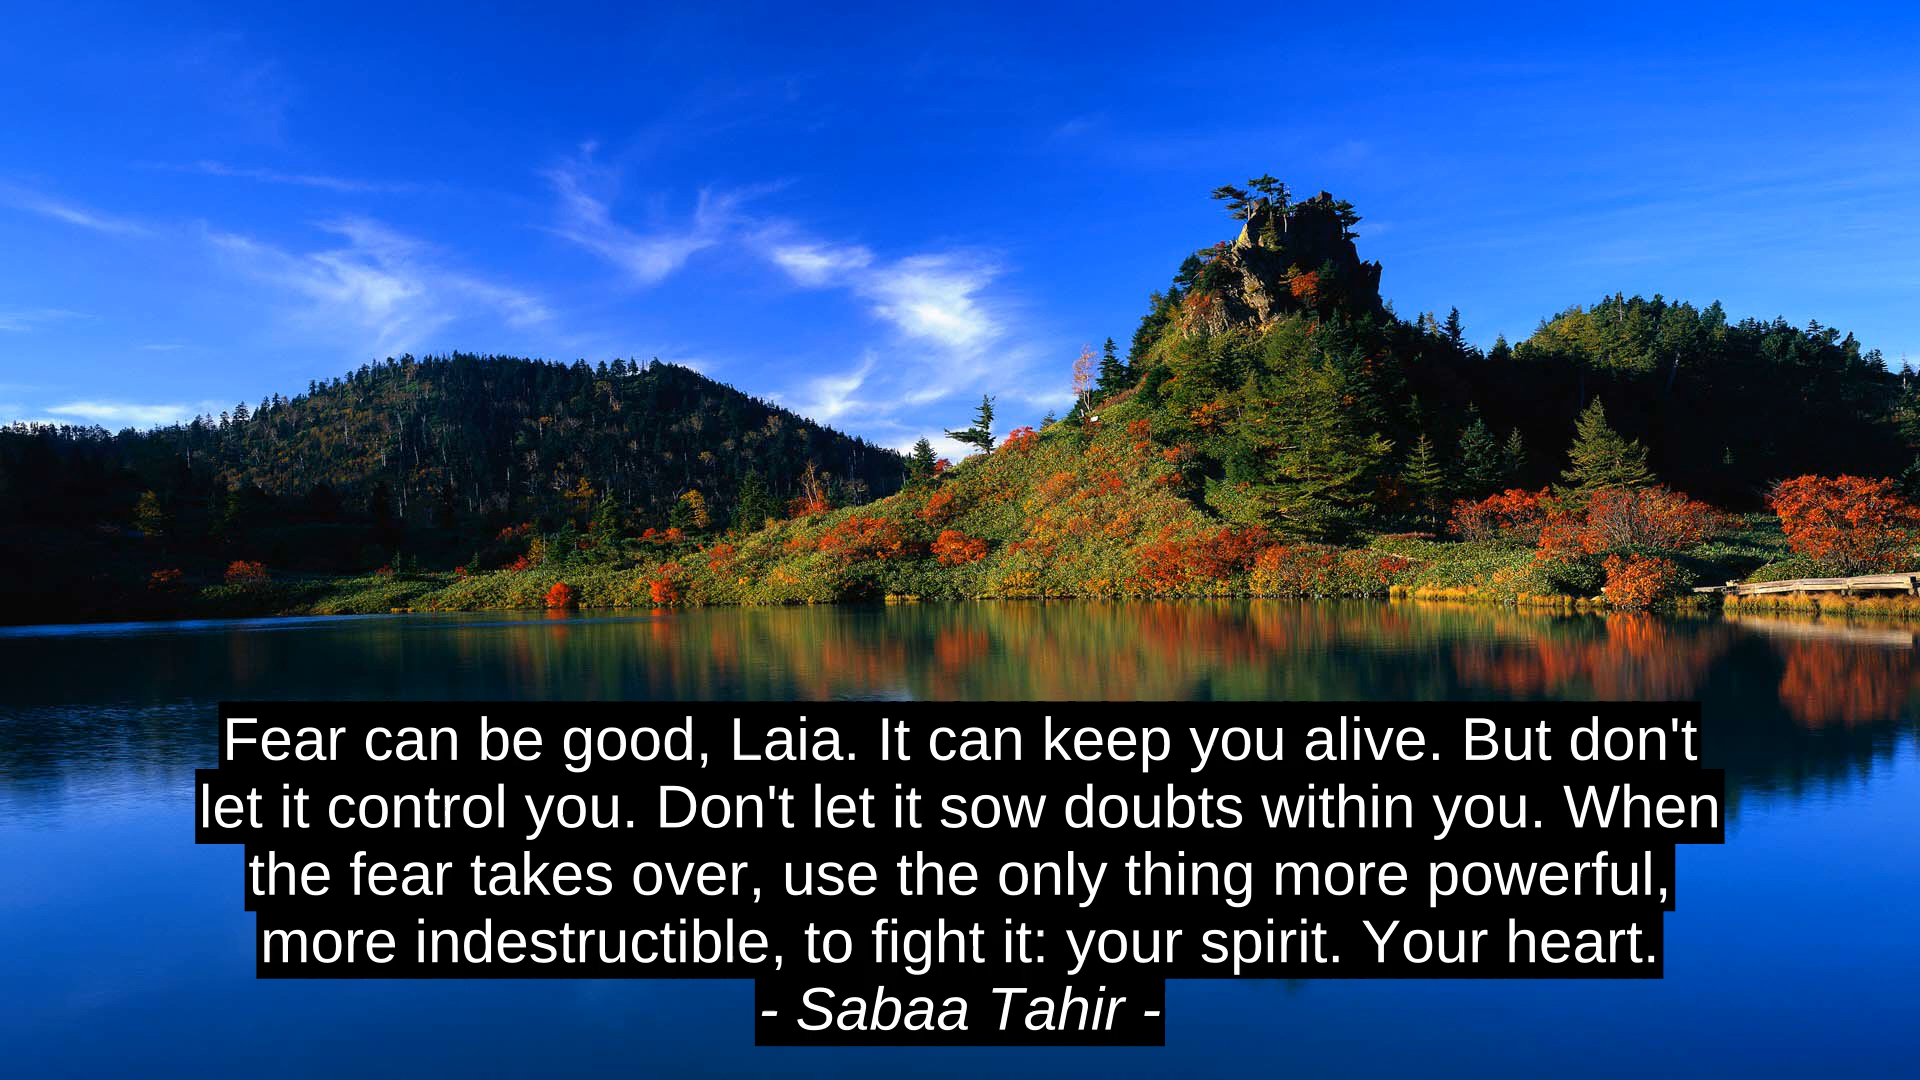 Fear can be good, Laia. It can keep you alive. But don't
let it control you. Don't let it sow doubts within you. When
the fear takes over, use the only thing more powerful,
more indestructible, to fight it: your spirit. Your heart.
- Sabaa Tahir -